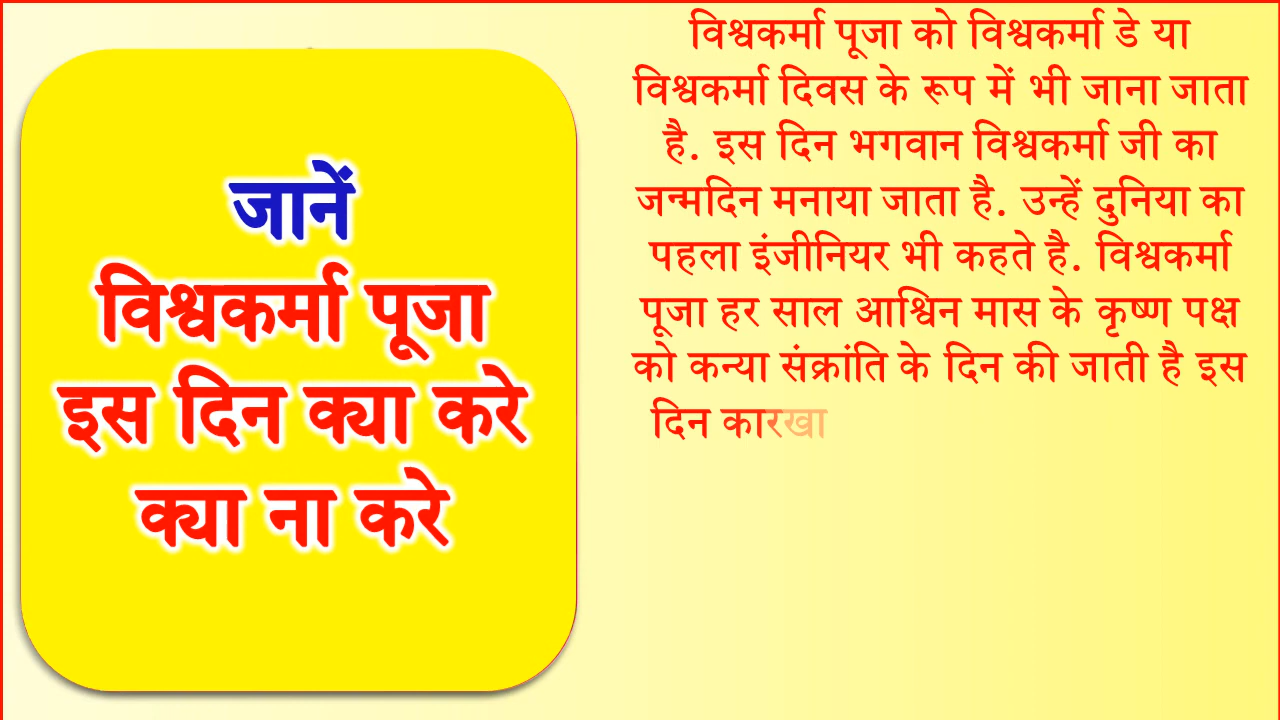 जानें
विश्वकर्मा पूजा
इस दिन क्या करे
क्या ना करे
विश्वकर्मा पूजा को विश्वकर्मा डे या
विश्वकर्मा दिवस के रूप में भी जाना जाता
है. इस दिन भगवान विश्वकर्मा जी का
जन्मदिन मनाया जाता है. उन्हें दुनिया का
पहला इंजीनियर भी कहते है. विश्वकर्मा
पूजा हर साल आश्विन मास के कृष्ण पक्ष
को कन्या संक्रांति के दिन की जाती है इस
दिन कारखा